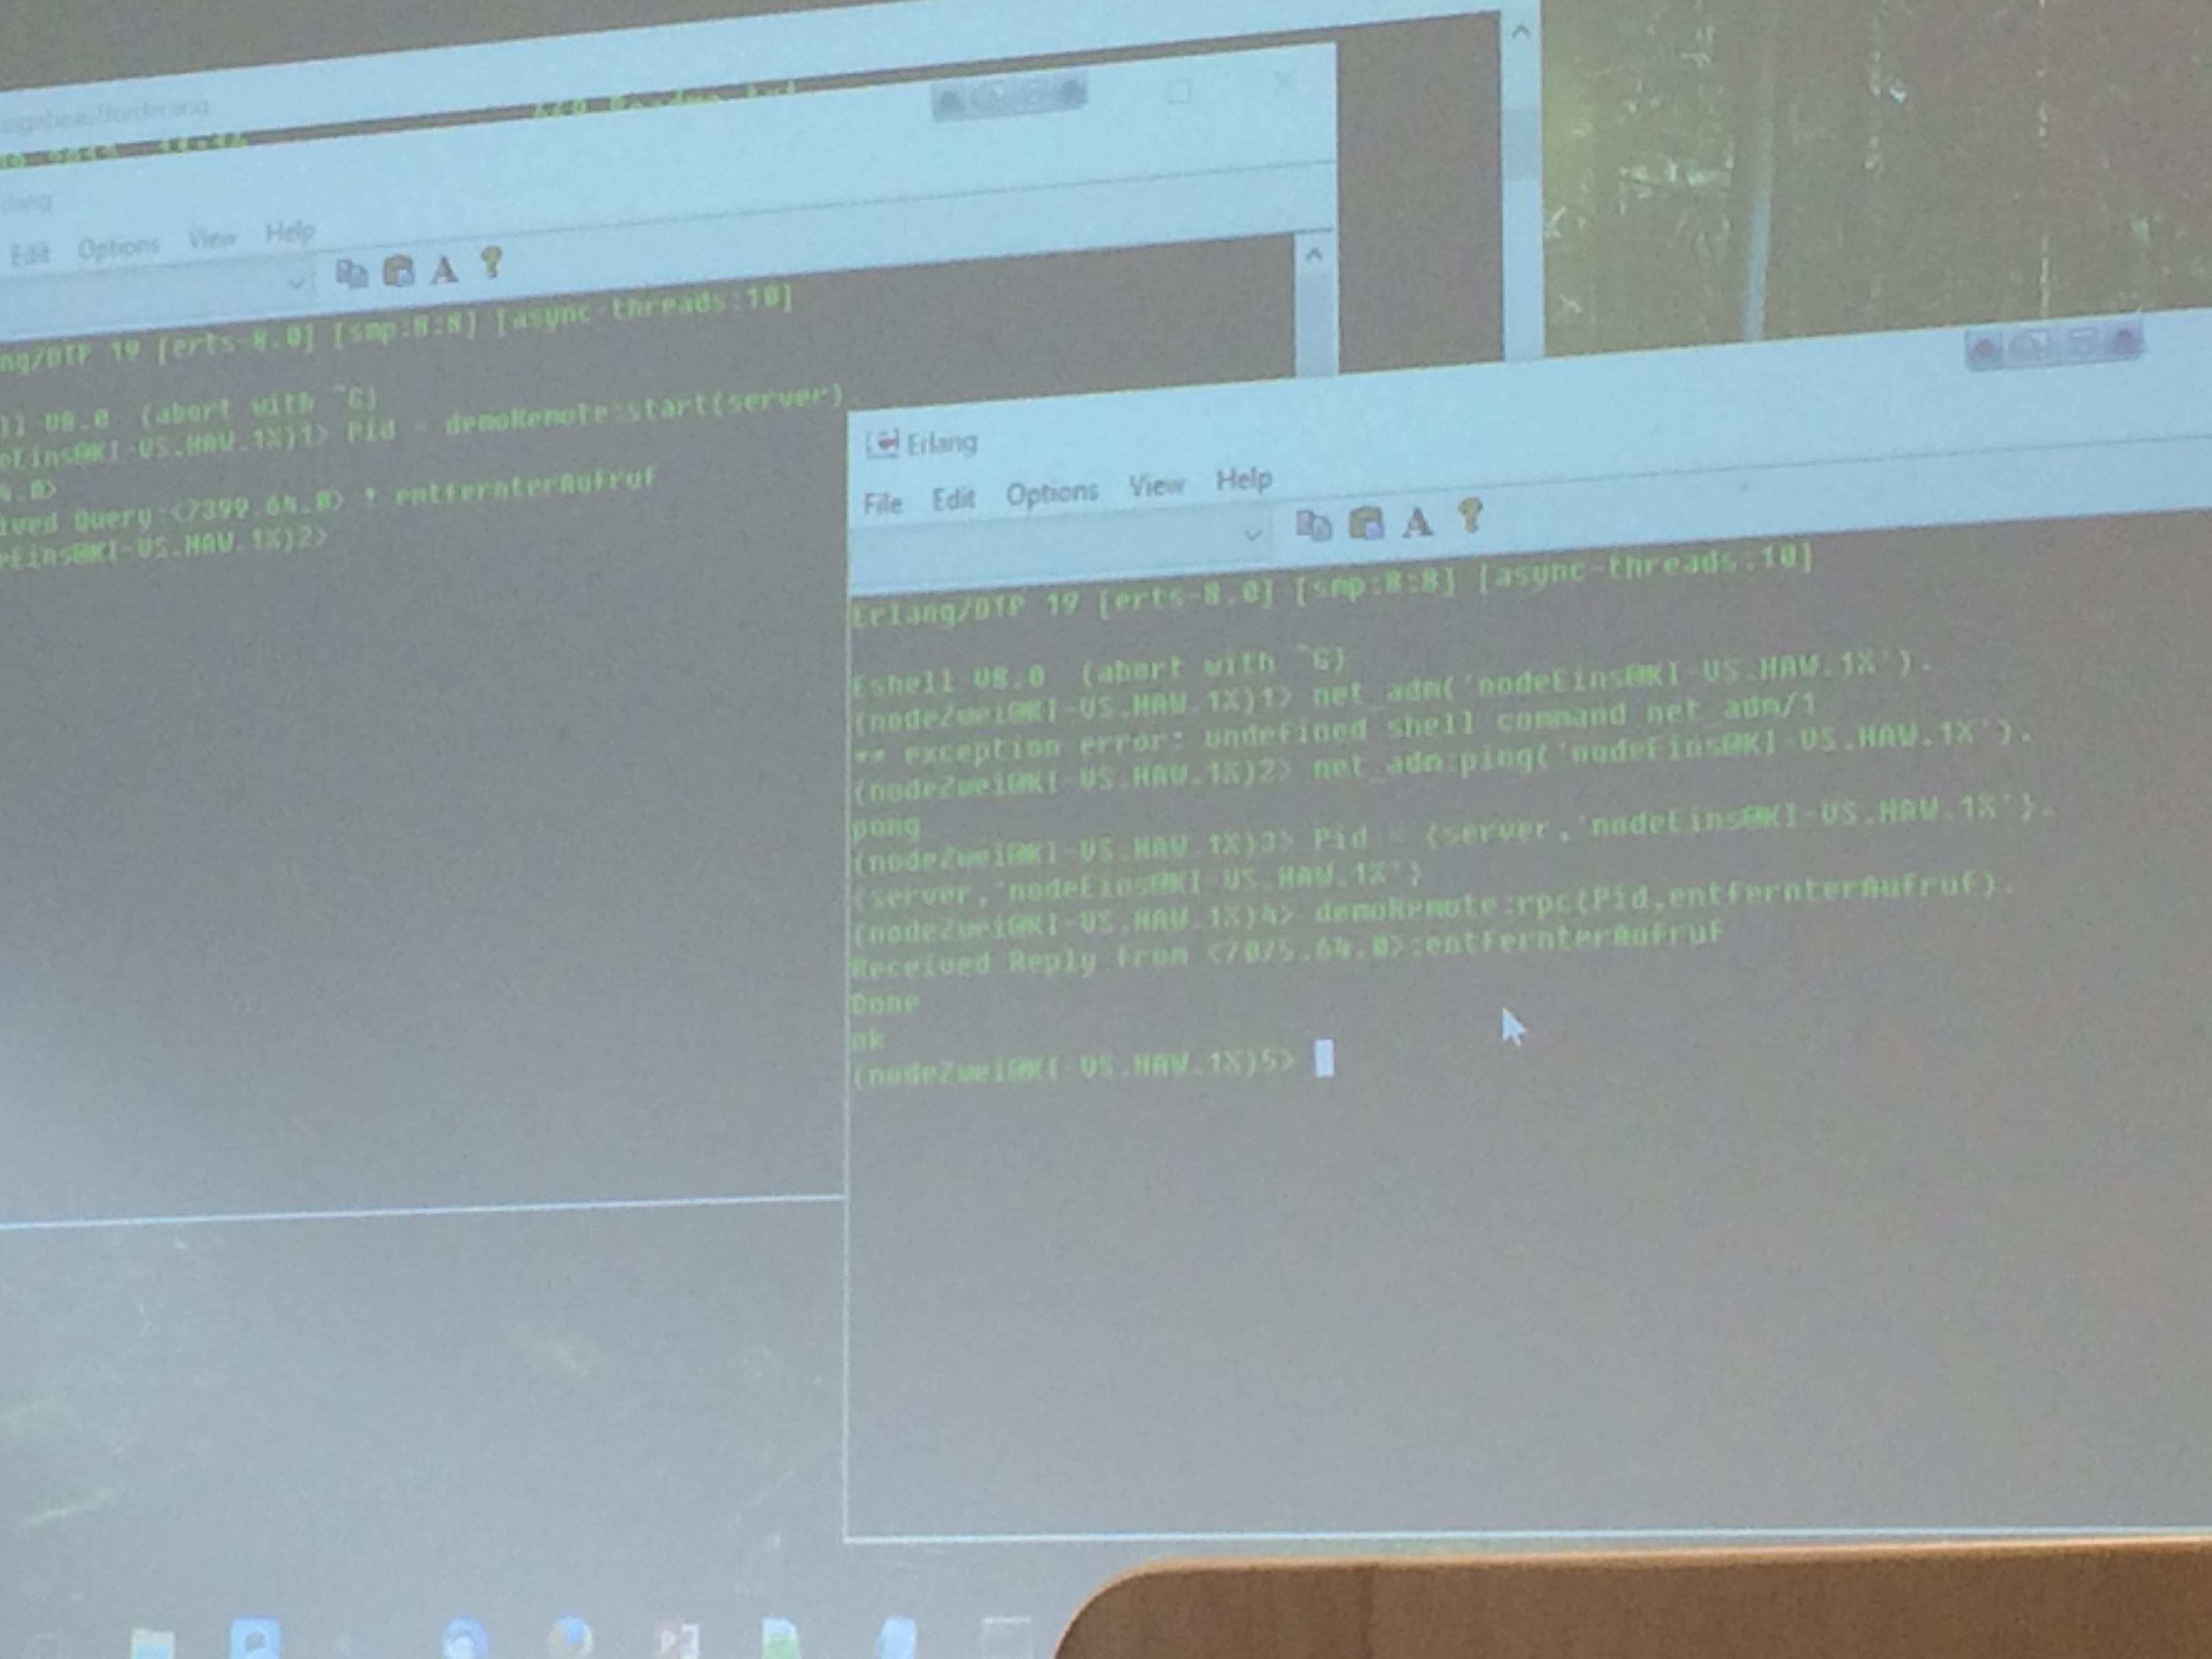 ingabeaufforderung
Edit Options View Help
ng/OTP 19 [erts-8.0] [smp:8:8] [async-threads:10]
ll V8.0 (abort with ^G)
eEins@KI-VS.HAW.1X)1> Pid = demoRemote:start(server).
4.0>
ived Query:<7399.64.0> ! entfernterAufruf
eEins@KI-VS.HAW.1X)2>
Erlang
File Edit Options View Help
Erlang/OTP 19 [erts-8.0] [smp:8:8] [async-threads:10]
Eshell V8.0 (abort with ^G)
(nodeZwei@KI-VS.HAW.1X)1> net_adm('nodeEins@KI-VS.HAW.1X').
** exception error: undefined shell command net_adm/1
(nodeZwei@KI-VS.HAW.1X)2> net_adm:ping('nodeEins@KI-VS.HAW.1X').
pong
(nodeZwei@KI-VS.HAW.1X)3> Pid = {server,'nodeEins@KI-VS.HAW.1X'}.
{server,'nodeEins@KI-VS.HAW.1X'}
(nodeZwei@KI-VS.HAW.1X)4> demoRemote:rpc(Pid,entfernterAufruf).
Received Reply from <7075.64.0>:entfernterAufruf
Done
ok
(nodeZwei@KI-VS.HAW.1X)5>